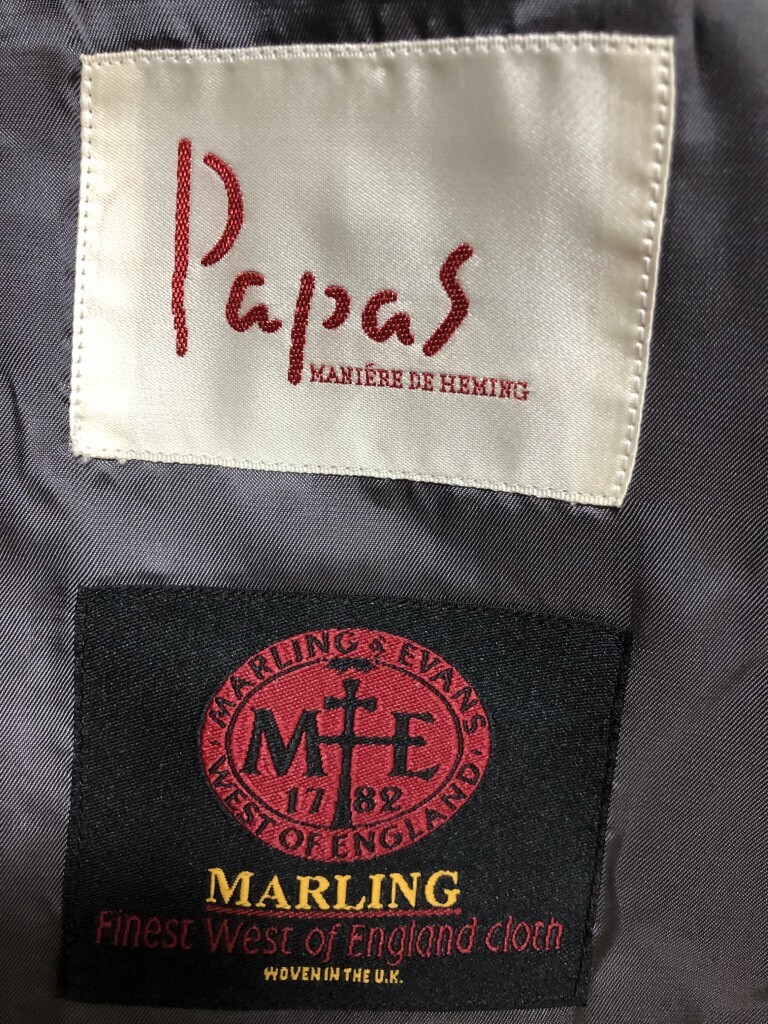 Papas
MANIÉRE DE HEMING
MARLING & EVANS
M E
1782
WEST OF ENGLAND
MARLING
Finest West of England cloth
WOVEN IN THE U.K.